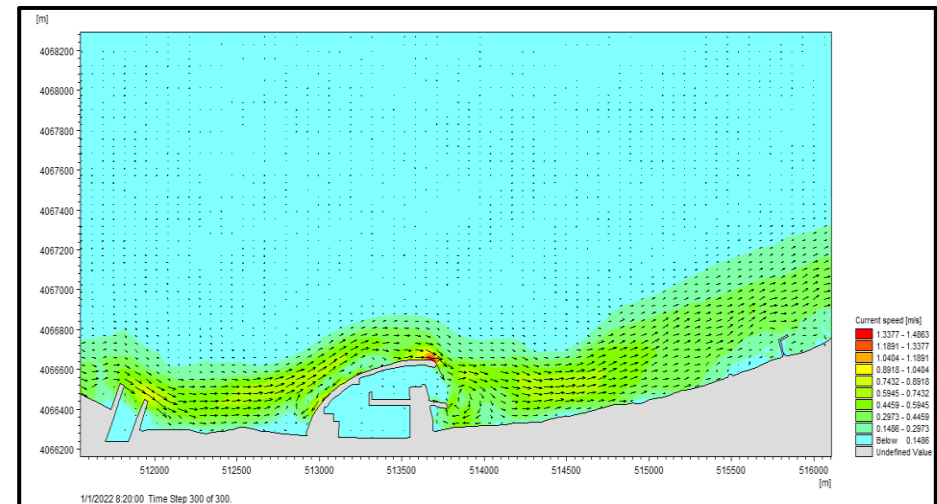 [m]
4068200
4068000
4067800
4067600
4067400
4067200
4067000
4066800
4066600
4066400
4066200
512000 512500 513000 513500 514000 514500 515000 515500 516000
[m]
Current speed [m/s]
1.3377 - 1.4863
1.1891 - 1.3377
1.0404 - 1.1891
0.8918 - 1.0404
0.7432 - 0.8918
0.5945 - 0.7432
0.4459 - 0.5945
0.2973 - 0.4459
0.1486 - 0.2973
Below 0.1486
Undefined Value
1/1/2022 8:20:00 Time Step 300 of 300.